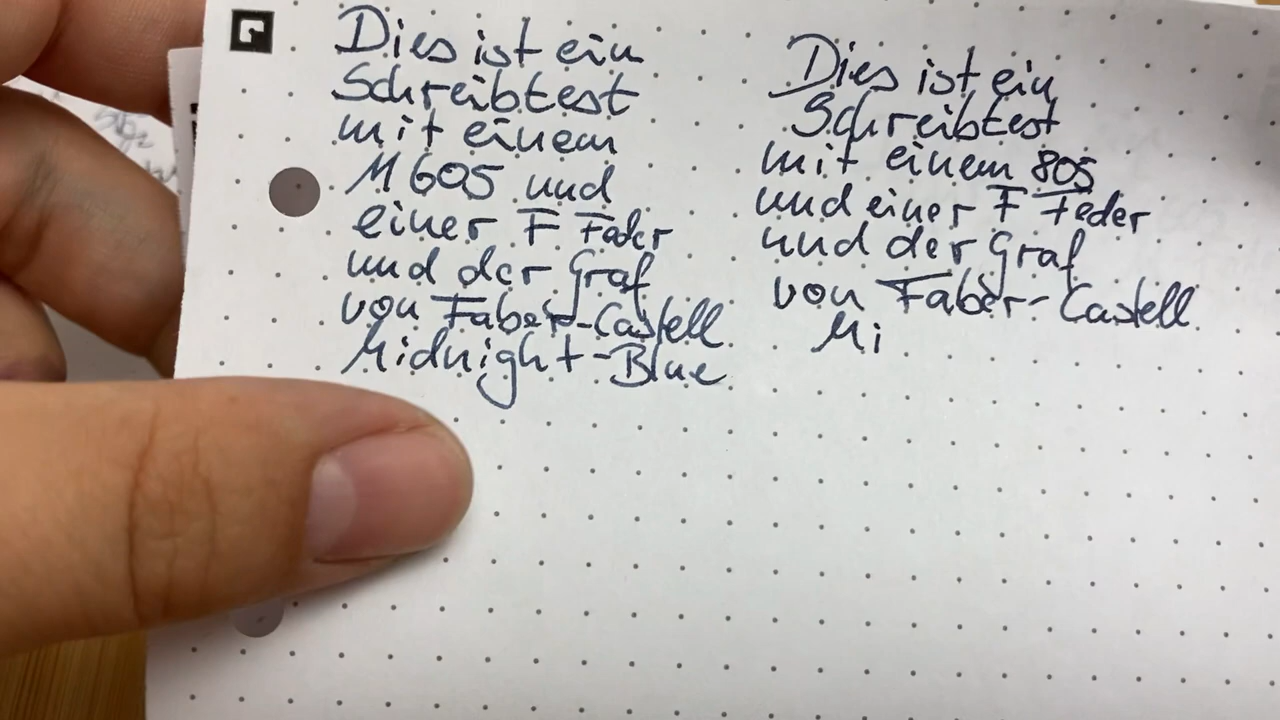 Dies ist ein
Schreibtest
mit einem
M605 und
einer F Feder
und der Graf
von Faber-Castell
Midnight-Blue
Dies ist ein
Schreibtest
mit einem 805
und einer F Feder
und der Graf
von Faber-Castell
Mi